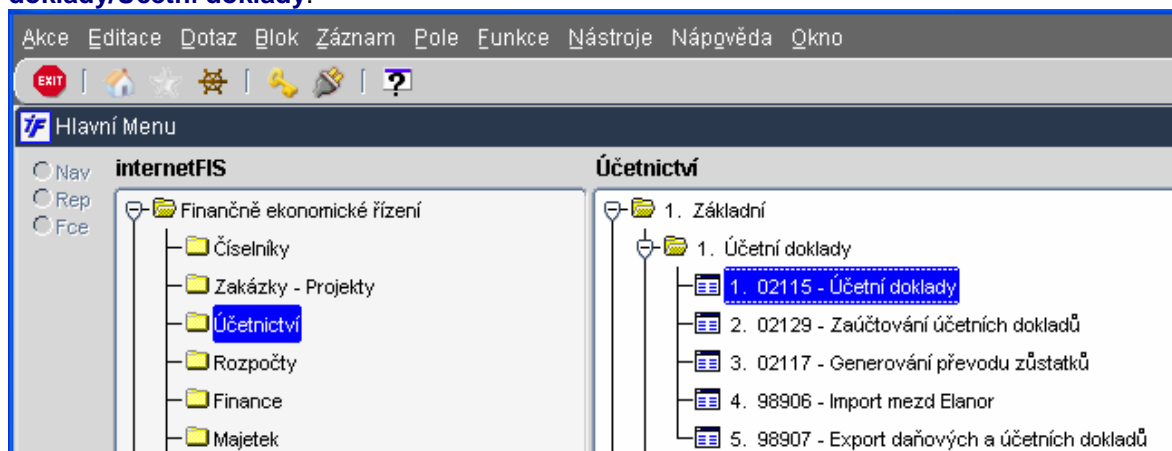 doklady/Účetní doklady.
Akce Editace Dotaz Blok Záznam Pole Funkce Nástroje Nápověda Okno
EXIT ?
Hlavní Menu
Nav
Rep
Fce
internetFIS
Finančně ekonomické řízení
Číselníky
Zakázky - Projekty
Účetnictví
Rozpočty
Finance
Majetek
Účetnictví
1. Základní
1. Účetní doklady
1. 02115 - Účetní doklady
2. 02129 - Zaúčtování účetních dokladů
3. 02117 - Generování převodu zůstatků
4. 98906 - Import mezd Elanor
5. 98907 - Export daňových a účetních dokladů